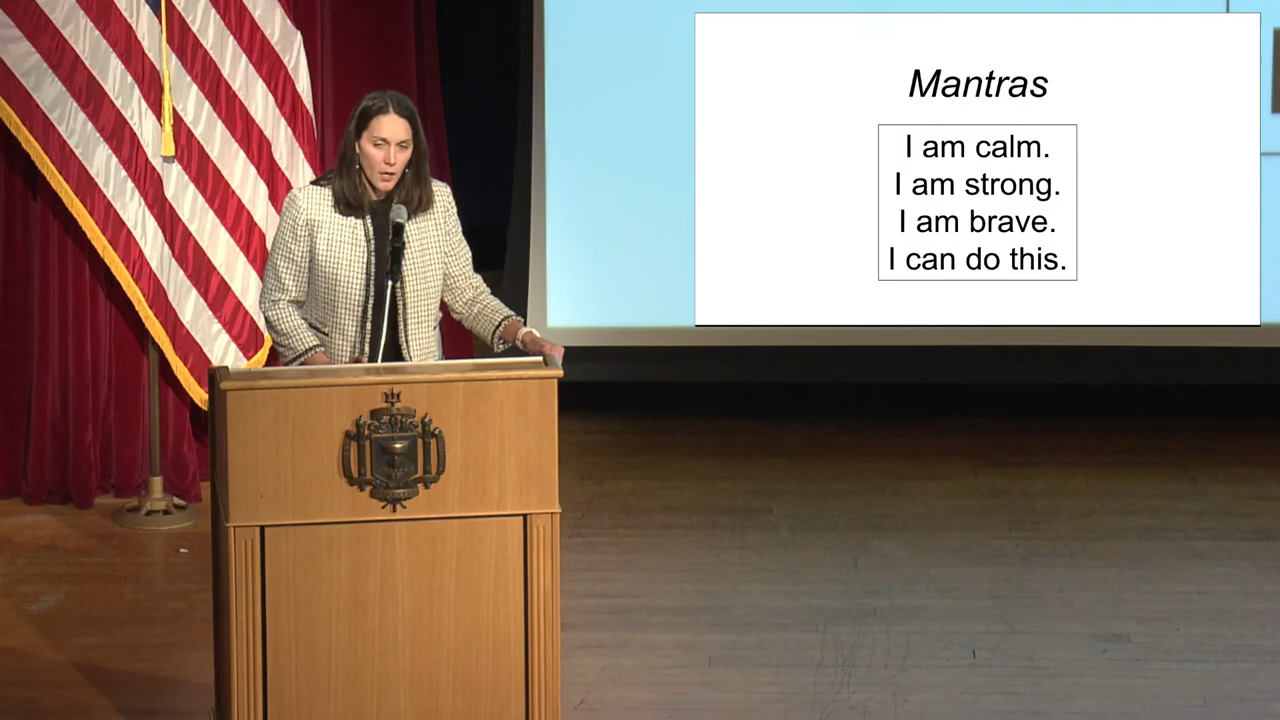 Mantras
I am calm.
I am strong.
I am brave.
I can do this.